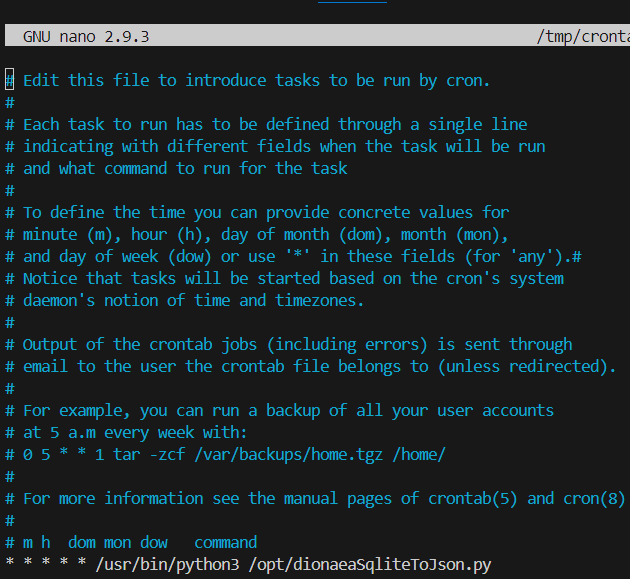 GNU nano 2.9.3 /tmp/cronta
# Edit this file to introduce tasks to be run by cron.
#
# Each task to run has to be defined through a single line
# indicating with different fields when the task will be run
# and what command to run for the task
#
# To define the time you can provide concrete values for
# minute (m), hour (h), day of month (dom), month (mon),
# and day of week (dow) or use '*' in these fields (for 'any').#
# Notice that tasks will be started based on the cron's system
# daemon's notion of time and timezones.
#
# Output of the crontab jobs (including errors) is sent through
# email to the user the crontab file belongs to (unless redirected).
#
# For example, you can run a backup of all your user accounts
# at 5 a.m every week with:
# 0 5 * * 1 tar -zcf /var/backups/home.tgz /home/
#
# For more information see the manual pages of crontab(5) and cron(8)
#
# m h  dom mon dow   command
* * * * * /usr/bin/python3 /opt/dionaeaSqliteToJson.py